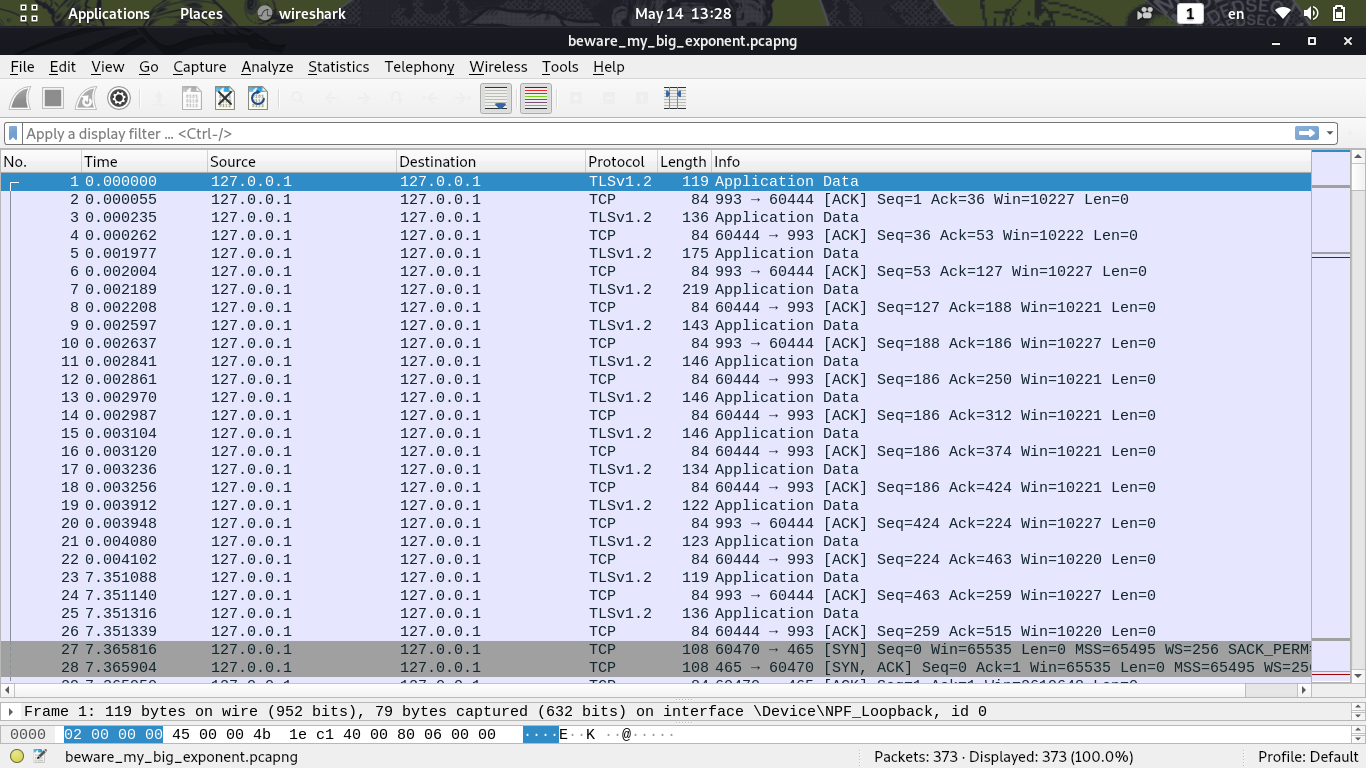 Applications Places wireshark May 14 13:28 1 en
beware_my_big_exponent.pcapng
File Edit View Go Capture Analyze Statistics Telephony Wireless Tools Help
Apply a display filter ... <Ctrl-/>
No. Time Source Destination Protocol Length Info
1 0.000000 127.0.0.1 127.0.0.1 TLSv1.2 119 Application Data
2 0.000055 127.0.0.1 127.0.0.1 TCP 84 993 → 60444 [ACK] Seq=1 Ack=36 Win=10227 Len=0
3 0.000235 127.0.0.1 127.0.0.1 TLSv1.2 136 Application Data
4 0.000262 127.0.0.1 127.0.0.1 TCP 84 60444 → 993 [ACK] Seq=36 Ack=53 Win=10222 Len=0
5 0.001977 127.0.0.1 127.0.0.1 TLSv1.2 175 Application Data
6 0.002004 127.0.0.1 127.0.0.1 TCP 84 993 → 60444 [ACK] Seq=53 Ack=127 Win=10227 Len=0
7 0.002189 127.0.0.1 127.0.0.1 TLSv1.2 219 Application Data
8 0.002208 127.0.0.1 127.0.0.1 TCP 84 60444 → 993 [ACK] Seq=127 Ack=188 Win=10221 Len=0
9 0.002597 127.0.0.1 127.0.0.1 TLSv1.2 143 Application Data
10 0.002637 127.0.0.1 127.0.0.1 TCP 84 993 → 60444 [ACK] Seq=188 Ack=186 Win=10227 Len=0
11 0.002841 127.0.0.1 127.0.0.1 TLSv1.2 146 Application Data
12 0.002861 127.0.0.1 127.0.0.1 TCP 84 60444 → 993 [ACK] Seq=186 Ack=250 Win=10221 Len=0
13 0.002970 127.0.0.1 127.0.0.1 TLSv1.2 146 Application Data
14 0.002987 127.0.0.1 127.0.0.1 TCP 84 60444 → 993 [ACK] Seq=186 Ack=312 Win=10221 Len=0
15 0.003104 127.0.0.1 127.0.0.1 TLSv1.2 146 Application Data
16 0.003120 127.0.0.1 127.0.0.1 TCP 84 60444 → 993 [ACK] Seq=186 Ack=374 Win=10221 Len=0
17 0.003236 127.0.0.1 127.0.0.1 TLSv1.2 134 Application Data
18 0.003256 127.0.0.1 127.0.0.1 TCP 84 60444 → 993 [ACK] Seq=186 Ack=424 Win=10221 Len=0
19 0.003912 127.0.0.1 127.0.0.1 TLSv1.2 122 Application Data
20 0.003948 127.0.0.1 127.0.0.1 TCP 84 993 → 60444 [ACK] Seq=424 Ack=224 Win=10227 Len=0
21 0.004080 127.0.0.1 127.0.0.1 TLSv1.2 123 Application Data
22 0.004102 127.0.0.1 127.0.0.1 TCP 84 60444 → 993 [ACK] Seq=224 Ack=463 Win=10220 Len=0
23 7.351088 127.0.0.1 127.0.0.1 TLSv1.2 119 Application Data
24 7.351140 127.0.0.1 127.0.0.1 TCP 84 993 → 60444 [ACK] Seq=463 Ack=259 Win=10227 Len=0
25 7.351316 127.0.0.1 127.0.0.1 TLSv1.2 136 Application Data
26 7.351339 127.0.0.1 127.0.0.1 TCP 84 60444 → 993 [ACK] Seq=259 Ack=515 Win=10220 Len=0
27 7.365816 127.0.0.1 127.0.0.1 TCP 108 60470 → 465 [SYN] Seq=0 Win=65535 Len=0 MSS=65495 WS=256 SACK_PERM=
28 7.365904 127.0.0.1 127.0.0.1 TCP 108 465 → 60470 [SYN, ACK] Seq=0 Ack=1 Win=65535 Len=0 MSS=65495 WS=256
Frame 1: 119 bytes on wire (952 bits), 79 bytes captured (632 bits) on interface \Device\NPF_Loopback, id 0
0000 02 00 00 00 45 00 00 4b 1e c1 40 00 80 06 00 00 ····E··K ··@·····
beware_my_big_exponent.pcapng Packets: 373 · Displayed: 373 (100.0%) Profile: Default